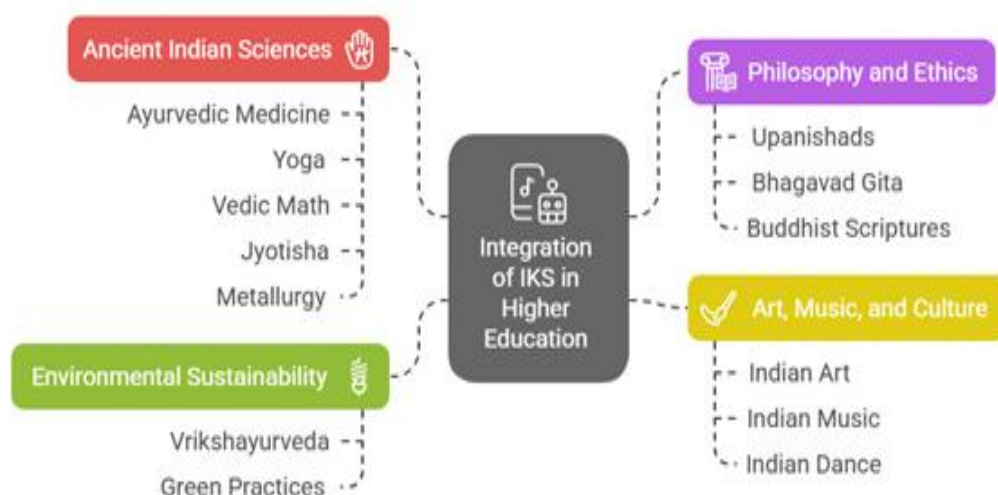 Ancient Indian Sciences
Ayurvedic Medicine
Yoga
Vedic Math
Jyotisha
Metallurgy
Environmental Sustainability
Vrikshayurveda
Green Practices
Integration
of IKS in
Higher
Education
Philosophy and Ethics
Upanishads
Bhagavad Gita
Buddhist Scriptures
Art, Music, and Culture
Indian Art
Indian Music
Indian Dance